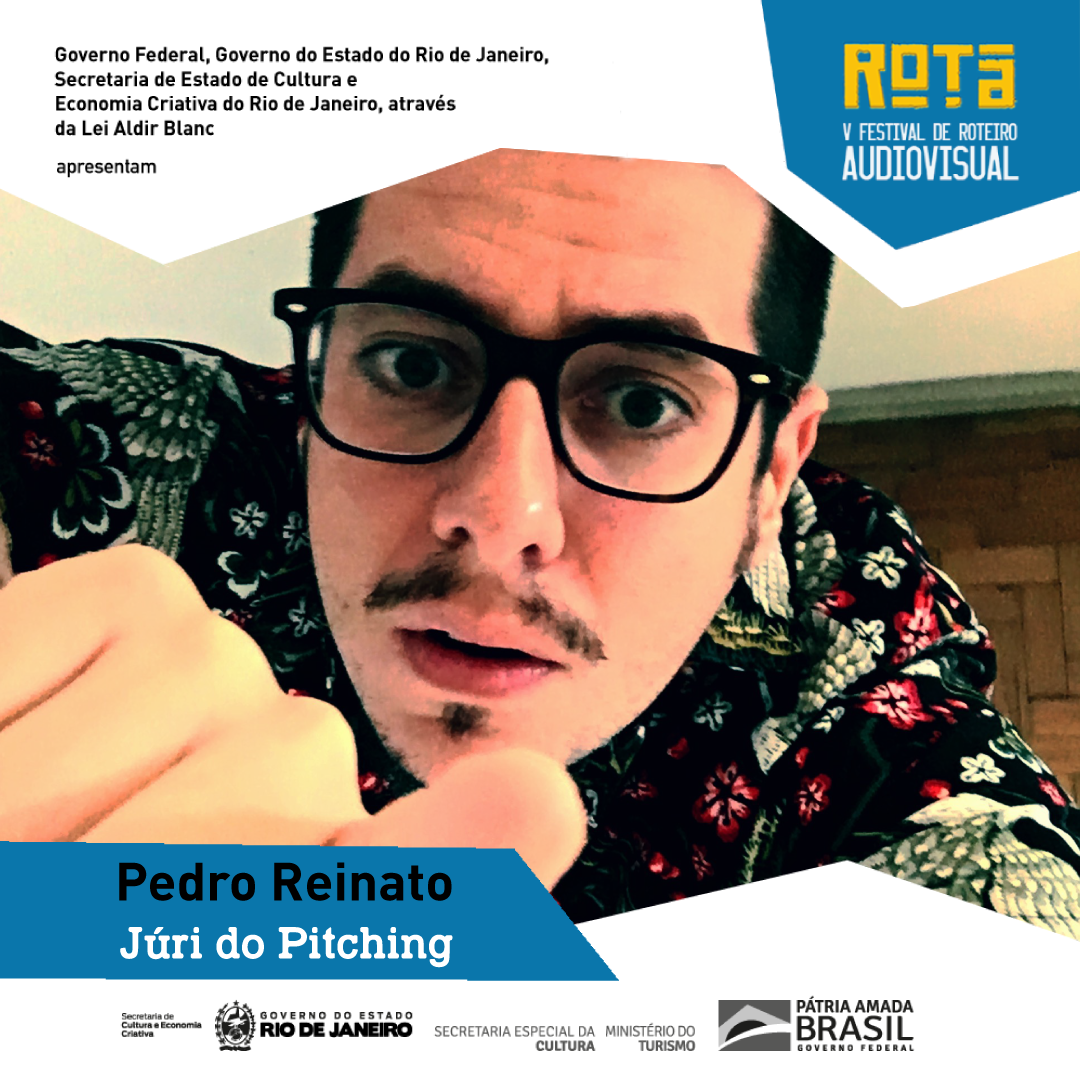 Governo Federal, Governo do Estado do Rio de Janeiro,
Secretaria de Estado de Cultura e
Economia Criativa do Rio de Janeiro, através
da Lei Aldir Blanc
apresentam
ROTA
V FESTIVAL DE ROTEIRO
AUDIOVISUAL
Pedro Reinato
Júri do Pitching
Secretaria de
Cultura e Economia
Criativa
GOVERNO DO ESTADO
RIO DE JANEIRO
SECRETARIA ESPECIAL DA
CULTURA
MINISTÉRIO DO
TURISMO
PÁTRIA AMADA
BRASIL
GOVERNO FEDERAL